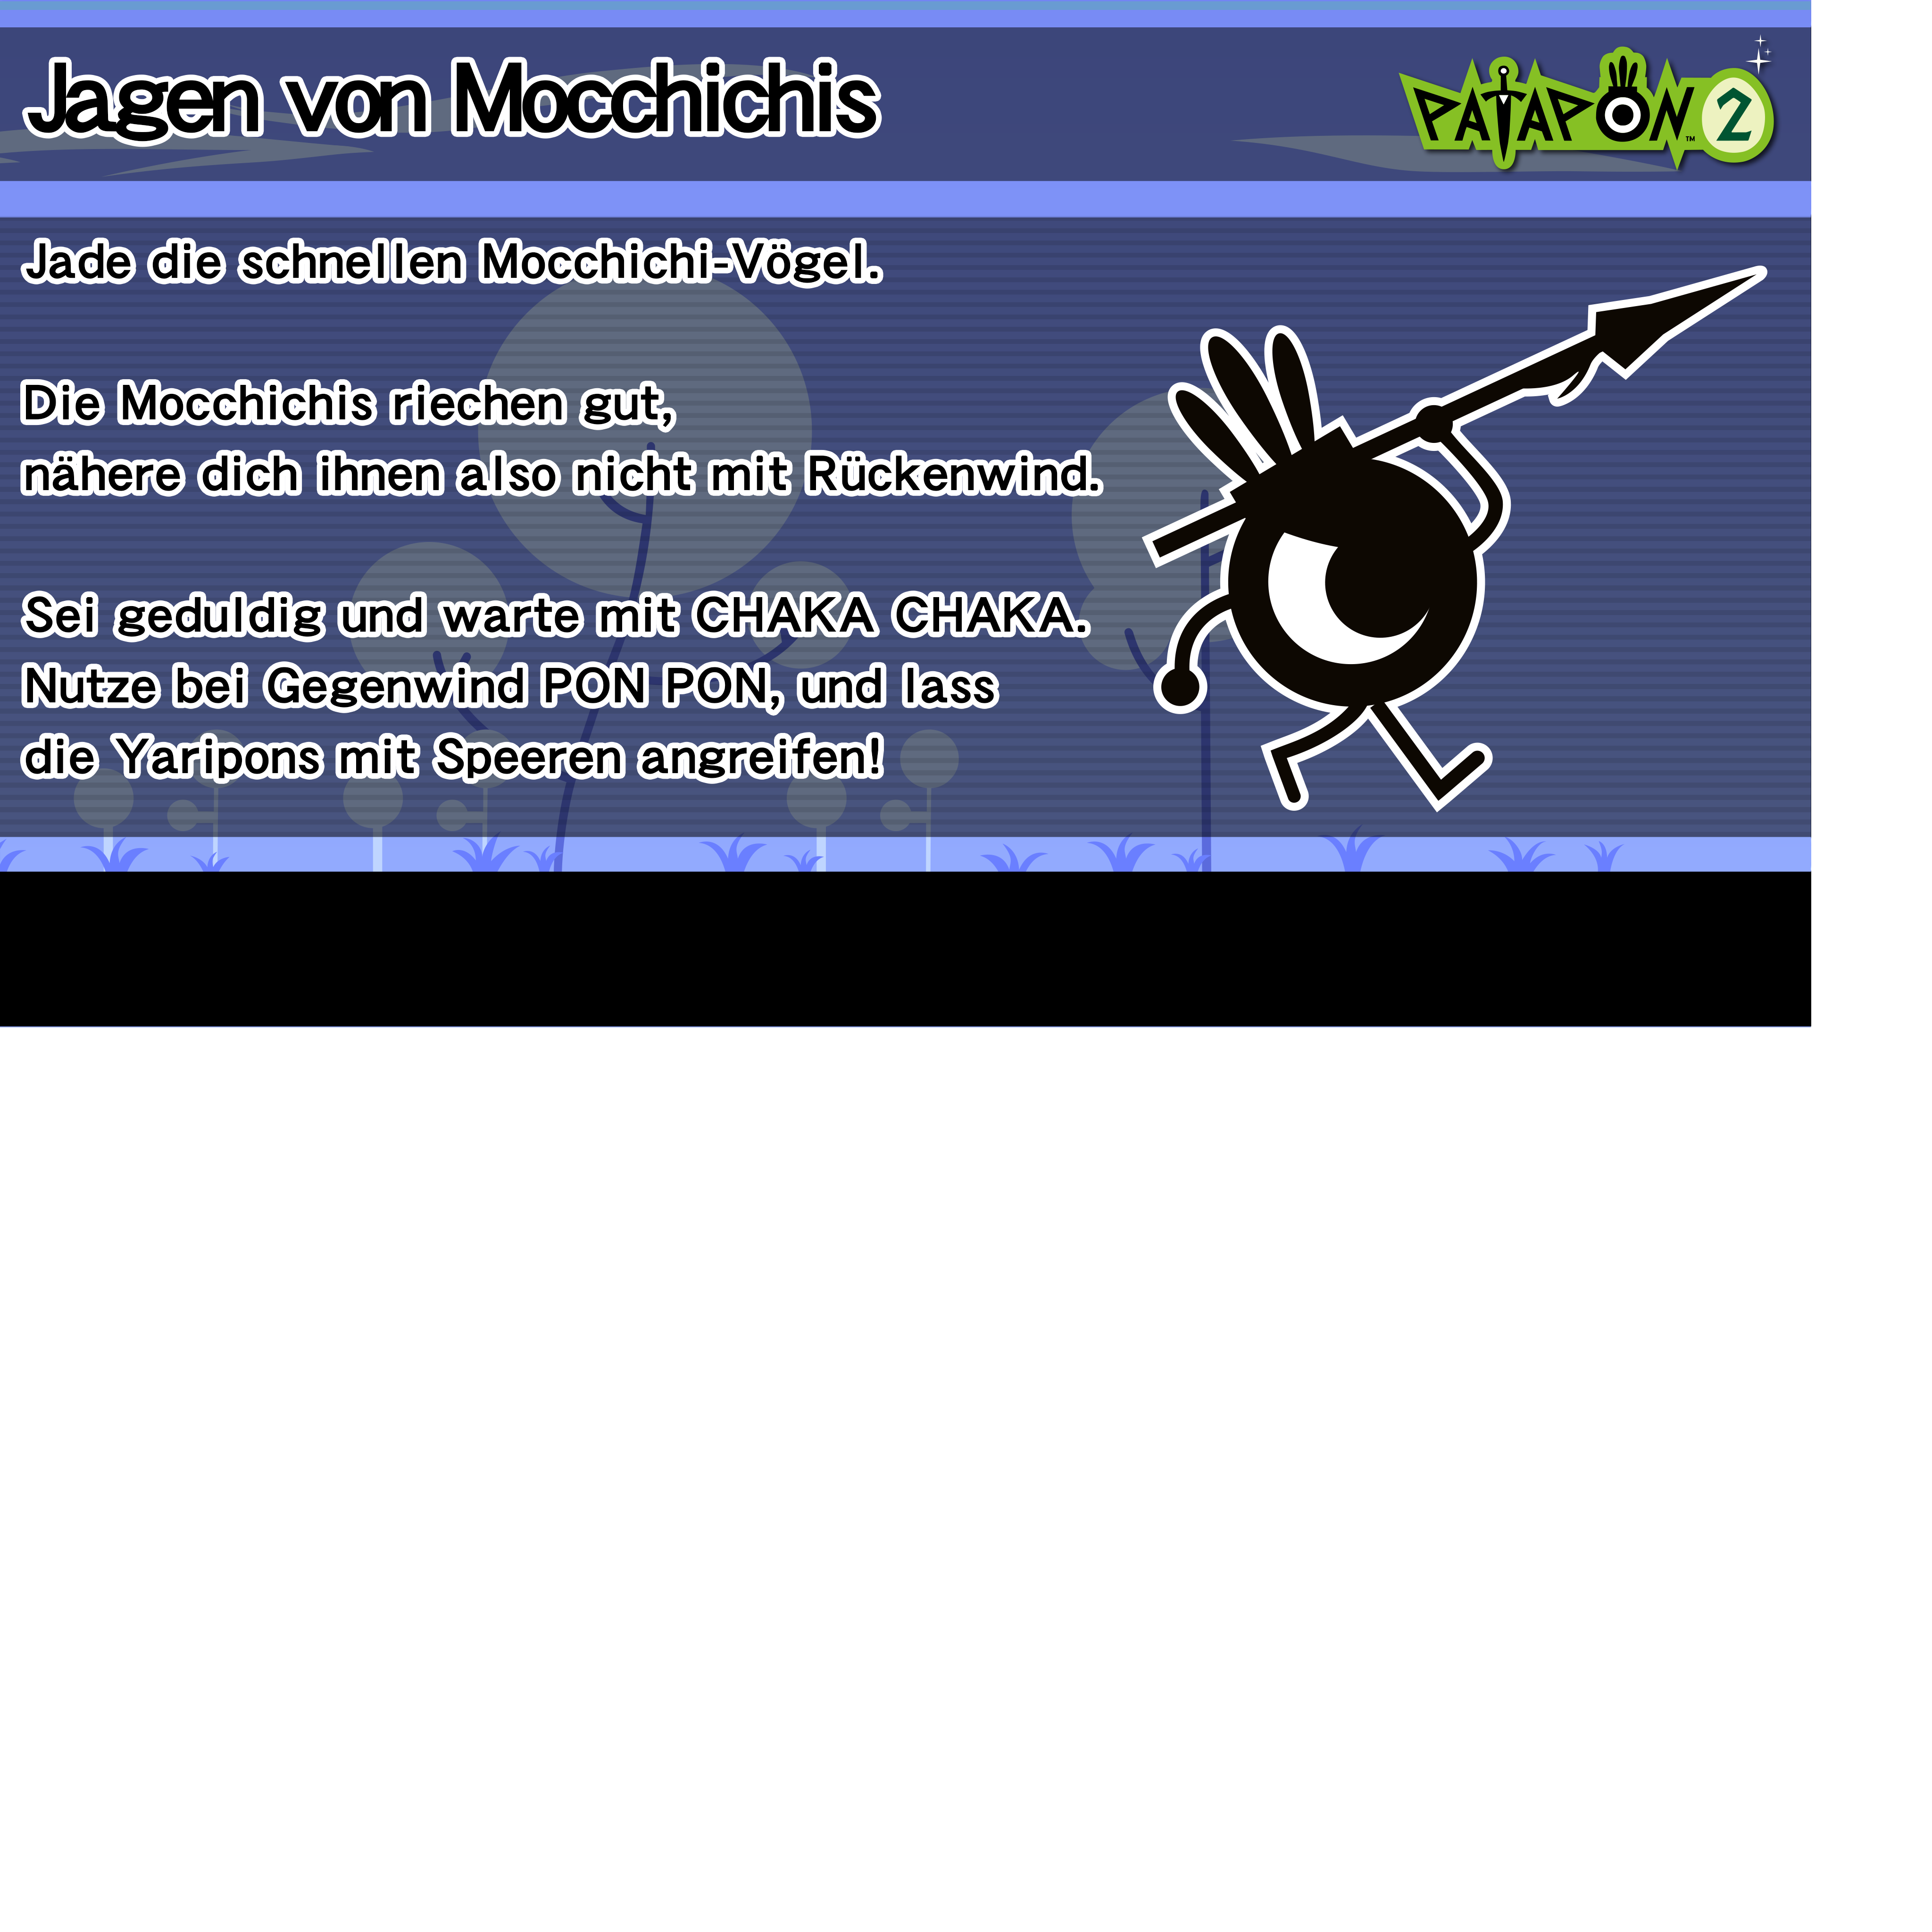 Jagen von Mocchichis
PATAPON™ 2
Jade die schnellen Mocchichi-Vögel.
Die Mocchichis riechen gut,
nähere dich ihnen also nicht mit Rückenwind.
Sei geduldig und warte mit CHAKA CHAKA.
Nutze bei Gegenwind PON PON, und lass
die Yaripons mit Speeren angreifen!